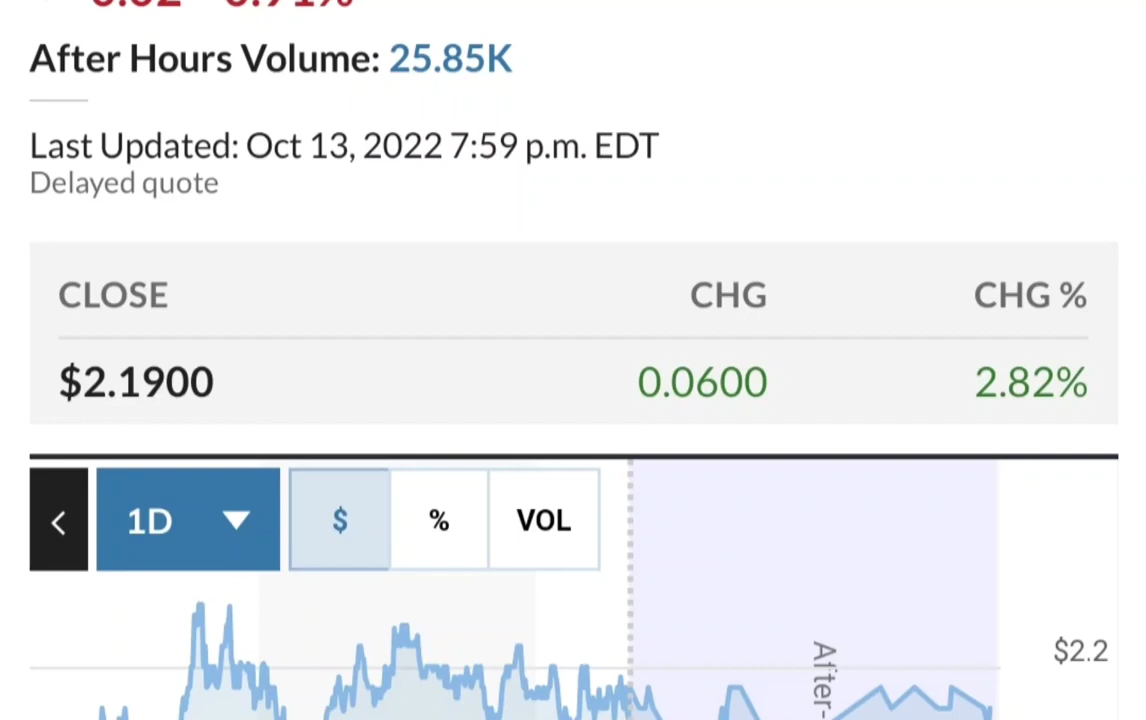 After Hours Volume: 25.85K
Last Updated: Oct 13, 2022 7:59 p.m. EDT
Delayed quote
CLOSE CHG CHG %
$2.1900 0.0600 2.82%
1D $ % VOL
$2.2
After-